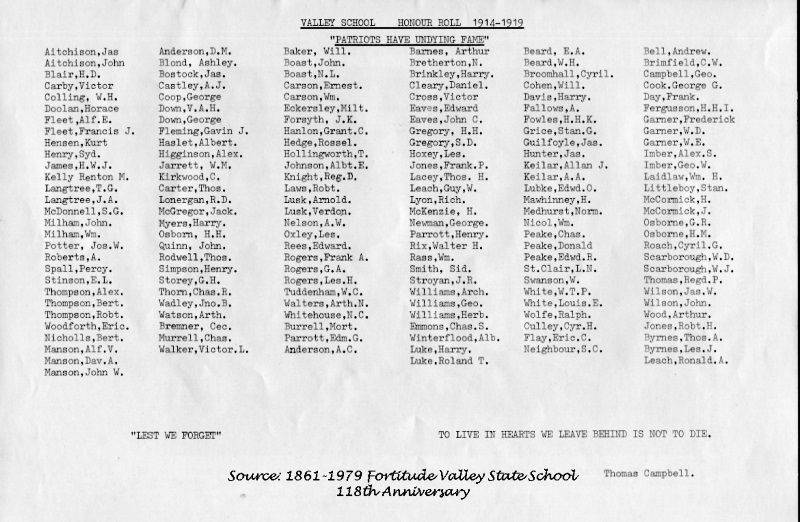 VALLEY SCHOOL HONOUR ROLL 1914-1919
"PATRIOTS HAVE UNDYING FAME"
Aitchison,Jas Anderson,D.M. Baker, Will. Barnes, Arthur Beard, E.A. Bell,Andrew.
Aitchison,John Blond, Ashley. Boast,John. Bretherton,N. Beard,W.H. Brimfield,C.W.
Blair,H.D. Bostock,Jas. Boast,N.L. Brinkley,Harry. Broomhall,Cyril. Campbell,Geo.
Carby,Victor Castley,A.J. Carson,Ernest. Cleary,Daniel. Cohen,Will. Cook.George G.
Colling, W.H. Coop,George Carson,Wm. Cross,Victor Davis,Harry. Day,Frank.
Doolan,Horace Down,V.A.H. Eckersley,Milt. Eaves,Edward Fallows,A. Fergusson,H.H.I.
Fleet,Alf.E. Down,George Forsyth, J.K. Eaves,John C. Fowles,H.H.K. Garner,Frederick
Fleet,Francis J. Fleming,Gavin J. Hanlon,Grant.C. Gregory, H.H. Grice,Stan.G. Garner,W.D.
Hensen,Kurt Haslet,Albert. Hedge,Rossel. Gregory,S.D. Guilfoyle,Jas. Garner,W.E.
Henry,Syd. Higginson,Alex. Hollingworth,T. Hoxey,Les. Hunter,Jas. Imber,Alex.S.
James,H.W.J. Jarrett, W.M. Johnson,Albt.E. Jones,Frank.P. Keilar,Allan J. Imber,Geo.W.
Kelly Renton M. Kirkwood,C. Knight,Reg.D. Lacey,Thos. H. Keilar,A.A. Laidlaw,Wm. H.
Langtree,T.G. Carter,Thos. Laws,Robt. Leach,Guy,W. Lubke,Edwd.O. Littleboy,Stan.
Langtree,J.A. Lonergan,R.D. Lusk,Arnold. Lyon,Rich. Mawhinney,H. McCormick,H.
McDonnell,S.G. McGregor,Jack. Lusk,Verdon. McKenzie, H. Medhurst,Norm. McCormick,J.
Milham,John. Myers,Harry. Nelson,A.W. Newman,George. Nicol,Wm. Osborne,G.R.
Milham,Wm. Osborn, H.H. Oxley,Les. Parrott,Henry. Peake,Chas. Osborne,H.M.
Potter, Jos.W. Quinn, John. Rees,Edward. Rix,Walter H. Peake,Donald Roach,Cyril.G.
Roberts,A. Rodwell,Thos. Rogers,Frank A. Rass,Wm. Peake,Edwd.R. Scarborough,W.D.
Spall,Percy. Simpson,Henry. Rogers,G.A. Smith, Sid. St.Clair,L.N. Scarborough,W.J.
Stinson,E.L. Storey,G.H. Rogers,Les.H. Stroyan,J.R. Swanson,W. Thomas,Regd.P.
Thompson,Alex. Thorn,Chas.R. Tuddenham,W.C. Williams,Arch. White,W.T.P. Wilson,Jas.W.
Thompson,Bert. Wadley,Jno.B. Walters,Arth.N. Williams,Geo. White,Louis.E. Wilson,John.
Thompson,Robt. Watson,Arth. Whitehouse,N.C. Williams,Herb. Wolfe,Ralph. Wood,Arthur.
Woodforth,Eric. Bremner, Cec. Burrell,Mort. Emmons,Chas.S. Culley,Cyr.H. Jones,Robt.H.
Nicholls,Bert. Murrell,Chas. Parrott,Edm.G. Winterflood,Alb. Flay,Eric.C. Byrnes,Thos.A.
Manson,Alf.V. Walker,Victor.L. Anderson,A.C. Luke,Harry. Neighbour,S.C. Byrnes,Les.J.
Manson,Dav.A. Luke.Roland T. Leach,Ronald.A.
Manson,John W.
"LEST WE FORGET" TO LIVE IN HEARTS WE LEAVE BEHIND IS NOT TO DIE.
Thomas Campbell.
Source: 1861-1979 Fortitude Valley State School
118th Anniversary